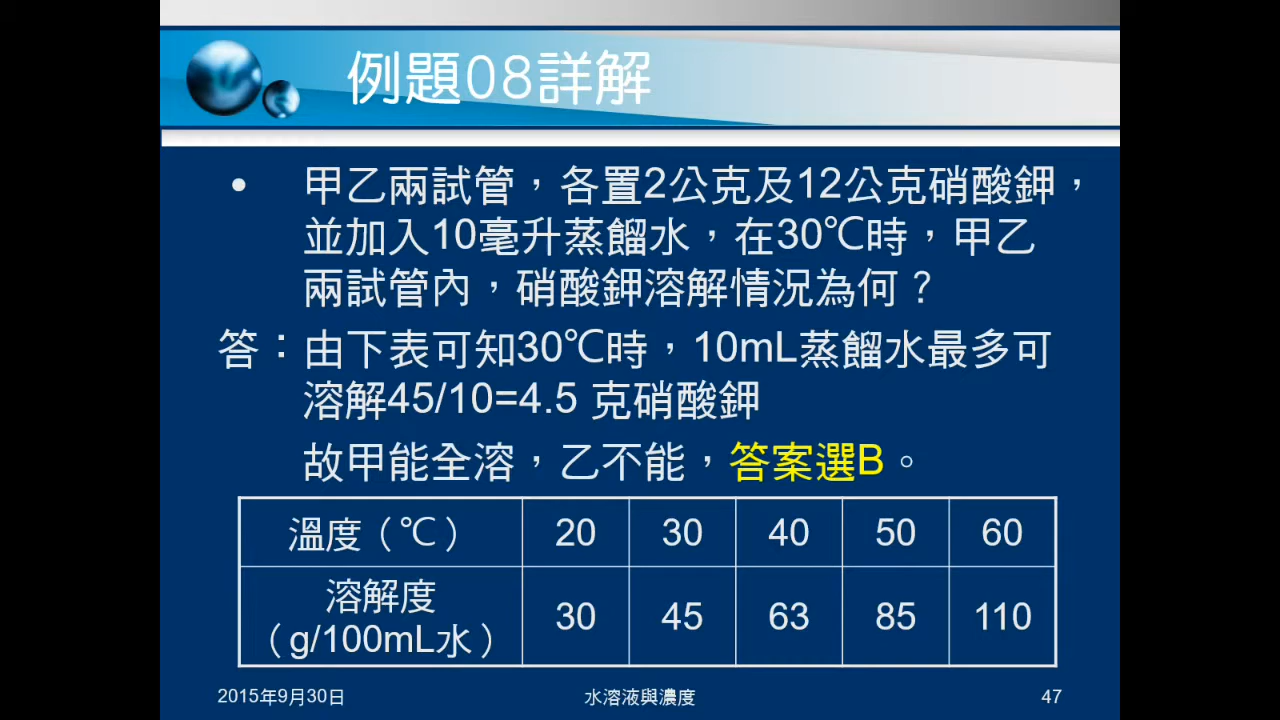 例題08詳解
• 甲乙兩試管，各置2公克及12公克硝酸鉀，
並加入10毫升蒸餾水，在30℃時，甲乙
兩試管內，硝酸鉀溶解情況為何？
答：由下表可知30℃時，10mL蒸餾水最多可
溶解45/10=4.5 克硝酸鉀
故甲能全溶，乙不能，答案選B。
溫度（℃） 20 30 40 50 60
溶解度
（g/100mL水） 30 45 63 85 110
2015年9月30日 水溶液與濃度 47